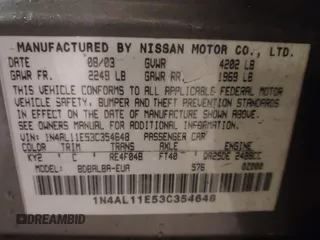 MANUFACTURED BY NISSAN MOTOR CO., LTD.
DATE 08/03 GVWR 4202 LB
GAWR FR. 2249 LB GAWR RR. 1969 LB
THIS VEHICLE CONFORMS TO ALL APPLICABLE FEDERAL MOTOR
VEHICLE SAFETY, BUMPER AND THEFT PREVENTION STANDARDS
IN EFFECT ON THE DATE OF MANUFACTURE SHOWN ABOVE.
SEE OWNERS MANUAL FOR ADDITIONAL INFORMATION.
VIN: 1N4AL11E53C354648 PASSENGER CAR
COLOR TRIM TRANS AXLE ENGINE
KY2 C RE4F04B FT40 QR25DE 2488CC
MODEL BDBALBA-EUA 576 02000
1N4AL11E53C354648
DREAMBID